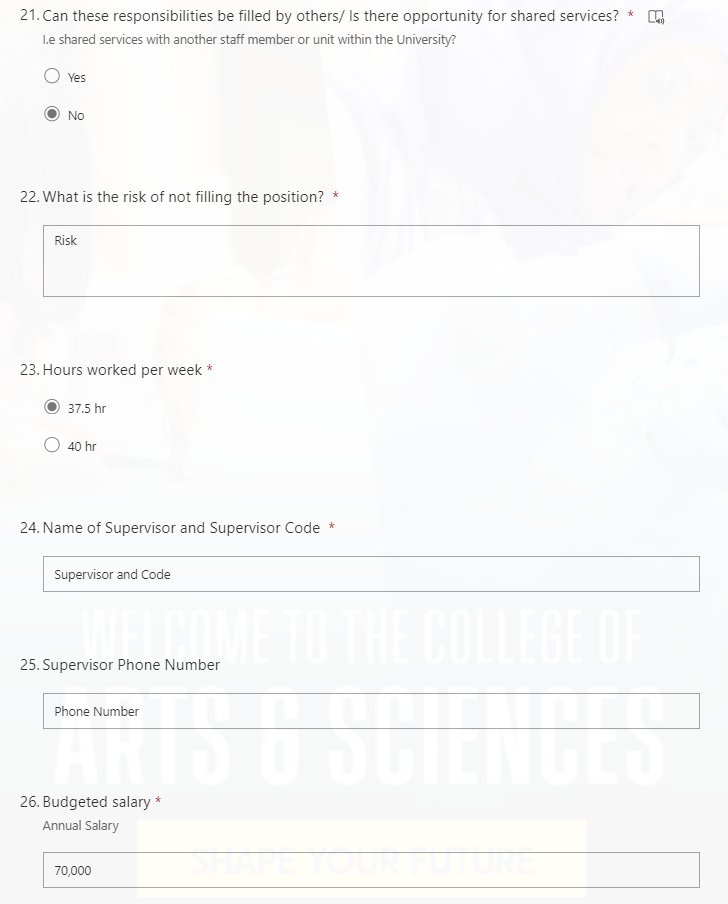 21. Can these responsibilities be filled by others/ Is there opportunity for shared services? *
I.e shared services with another staff member or unit within the University?
Yes
No
22. What is the risk of not filling the position? *
Risk
23. Hours worked per week *
37.5 hr
40 hr
24. Name of Supervisor and Supervisor Code *
Supervisor and Code
WELCOME TO THE COLLEGE OF
25. Supervisor Phone Number
Phone Number
ARTS & SCIENCES
26. Budgeted salary *
Annual Salary
SHAPE YOUR FUTURE
70,000